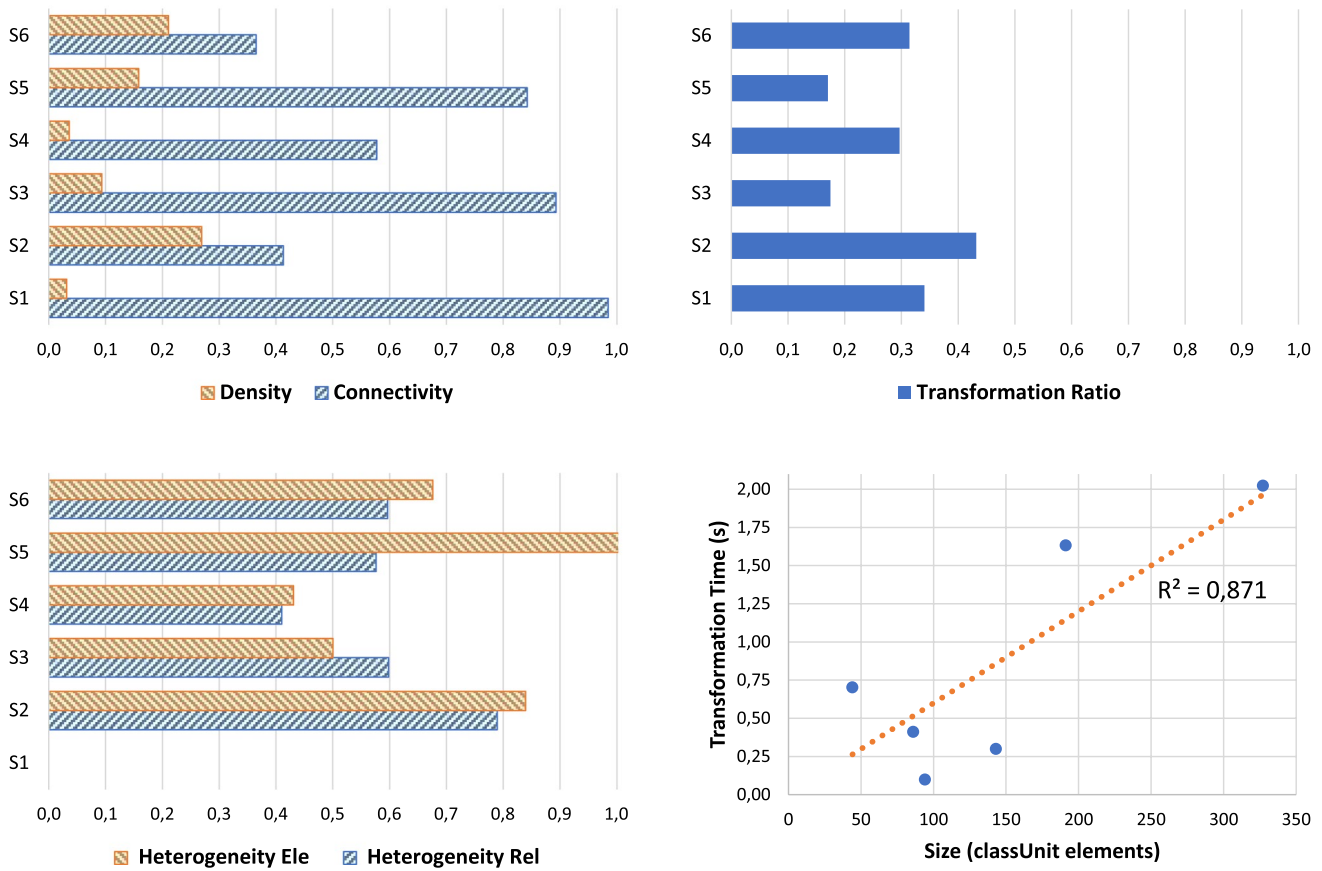 S6
S5
S4
S3
S2
S1
0,0 0,1 0,2 0,3 0,4 0,5 0,6 0,7 0,8 0,9 1,0
Density Connectivity
S6
S5
S4
S3
S2
S1
0,0 0,1 0,2 0,3 0,4 0,5 0,6 0,7 0,8 0,9 1,0
Transformation Ratio
S6
S5
S4
S3
S2
S1
0,0 0,1 0,2 0,3 0,4 0,5 0,6 0,7 0,8 0,9 1,0
Heterogeneity Ele Heterogeneity Rel
Transformation Time (s)
2,00
1,75
1,50
1,25
1,00
0,75
0,50
0,25
0,00
R² = 0,871
0 50 100 150 200 250 300 350
Size (classUnit elements)